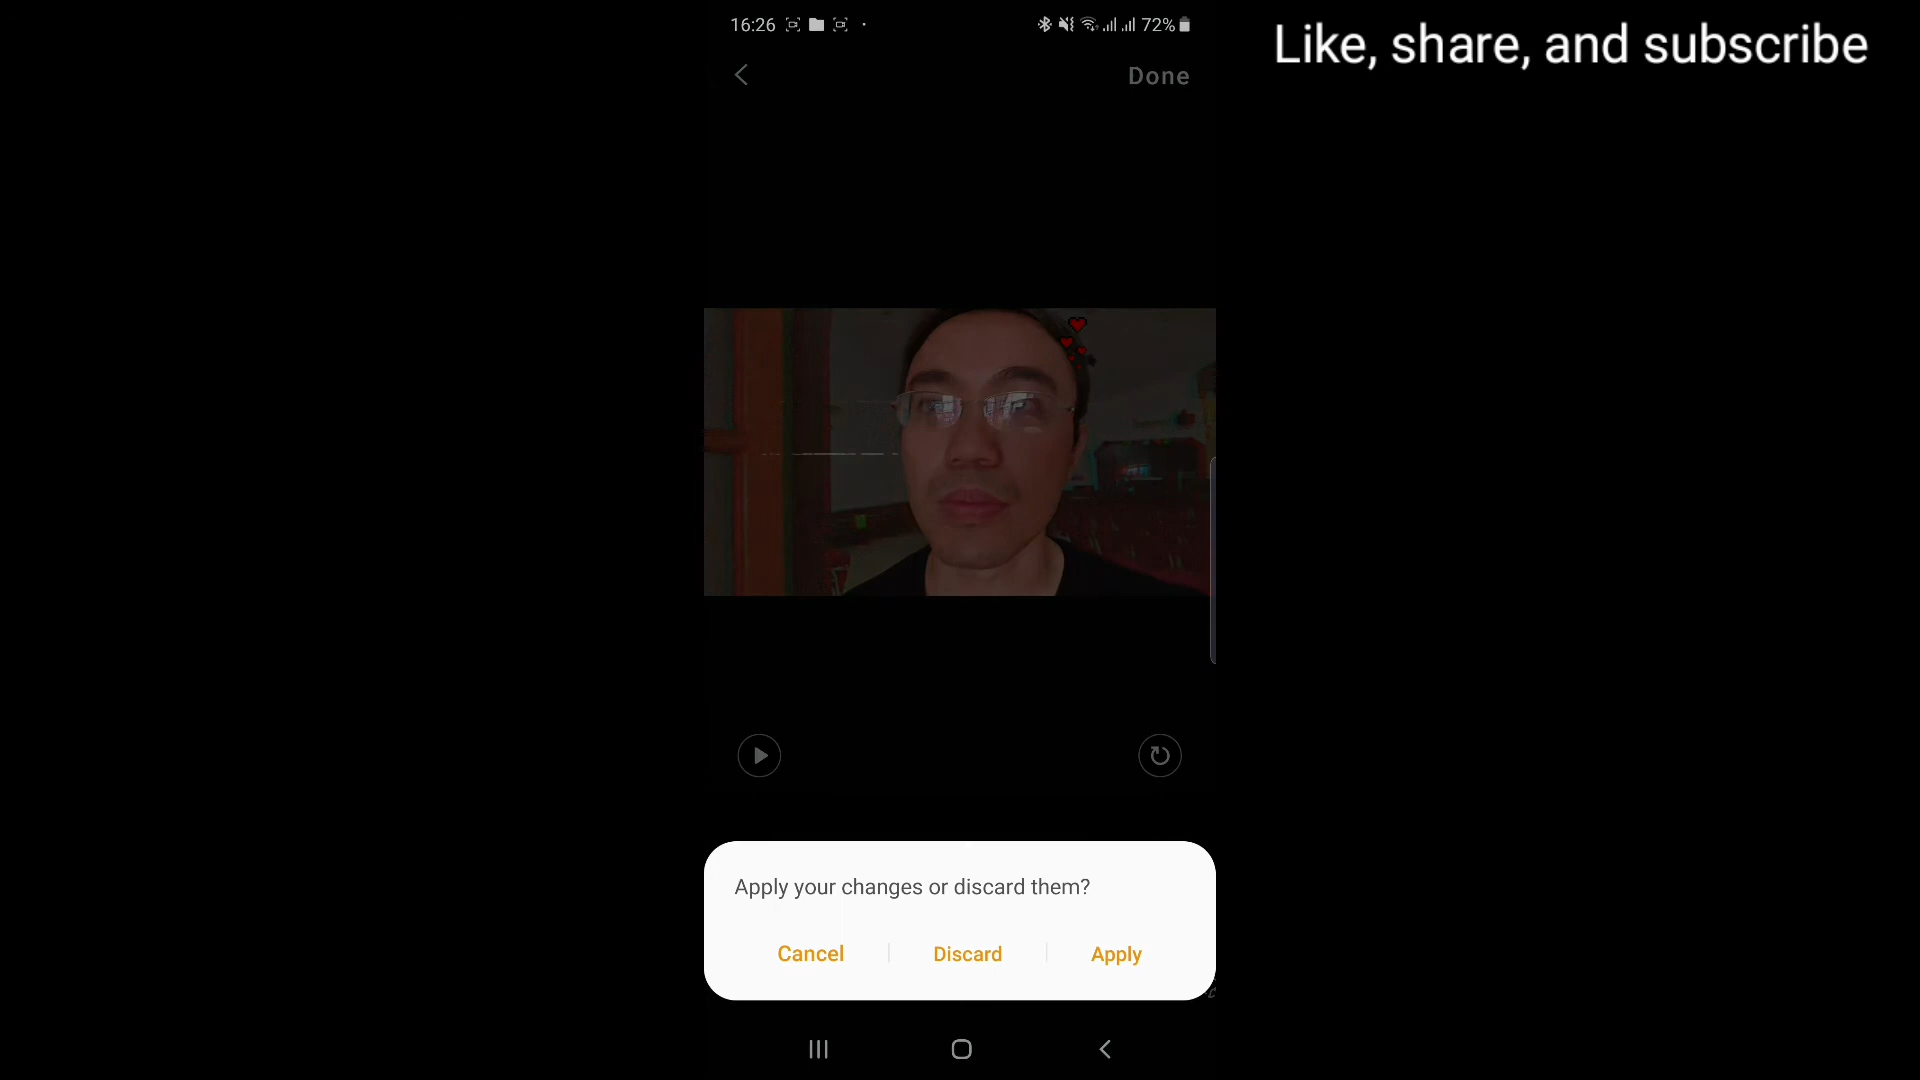 16:26
72%
Like, share, and subscribe
Done
Apply your changes or discard them?
Cancel
Discard
Apply